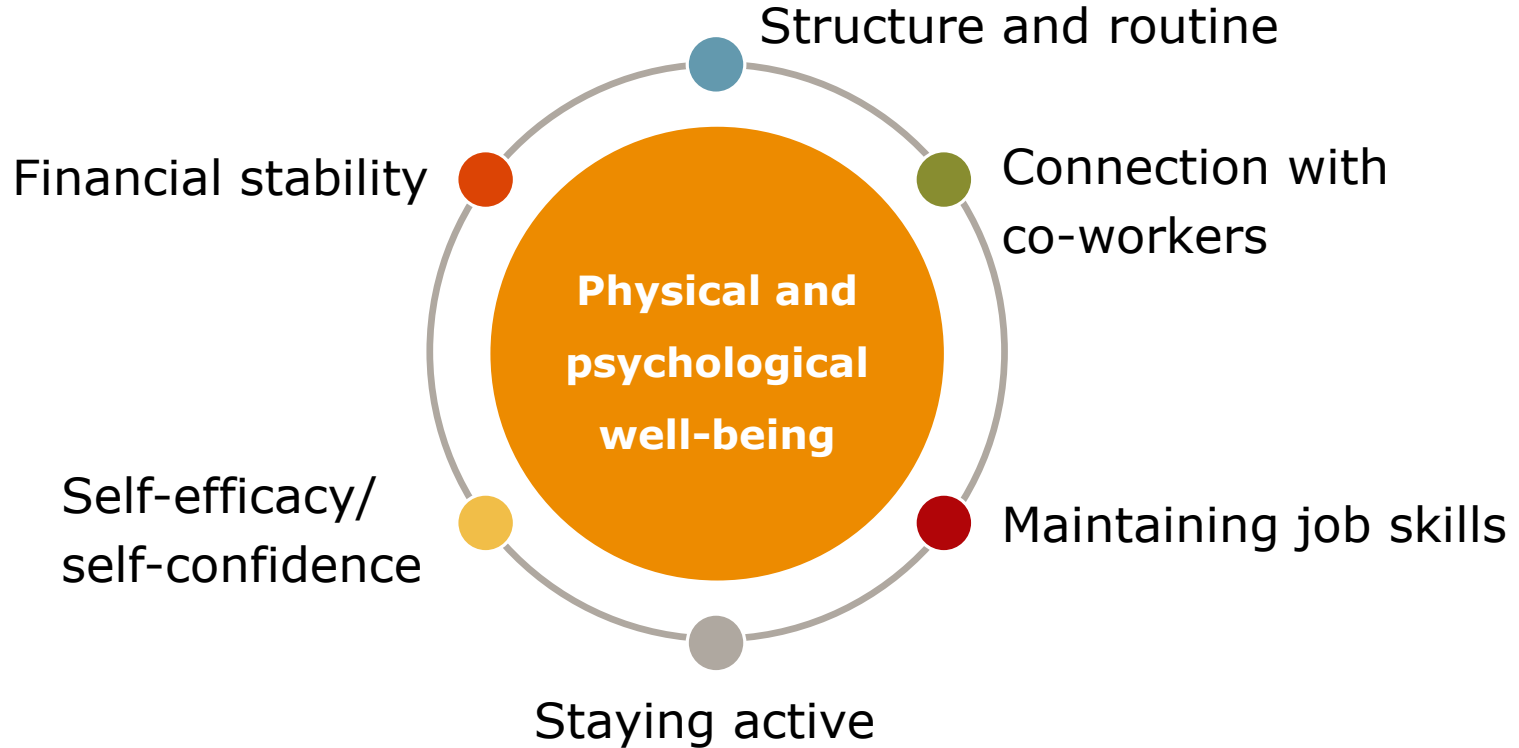 Structure and routine
Financial stability
Connection with
co-workers
Physical and
psychological
well-being
Self-efficacy/
self-confidence
Maintaining job skills
Staying active